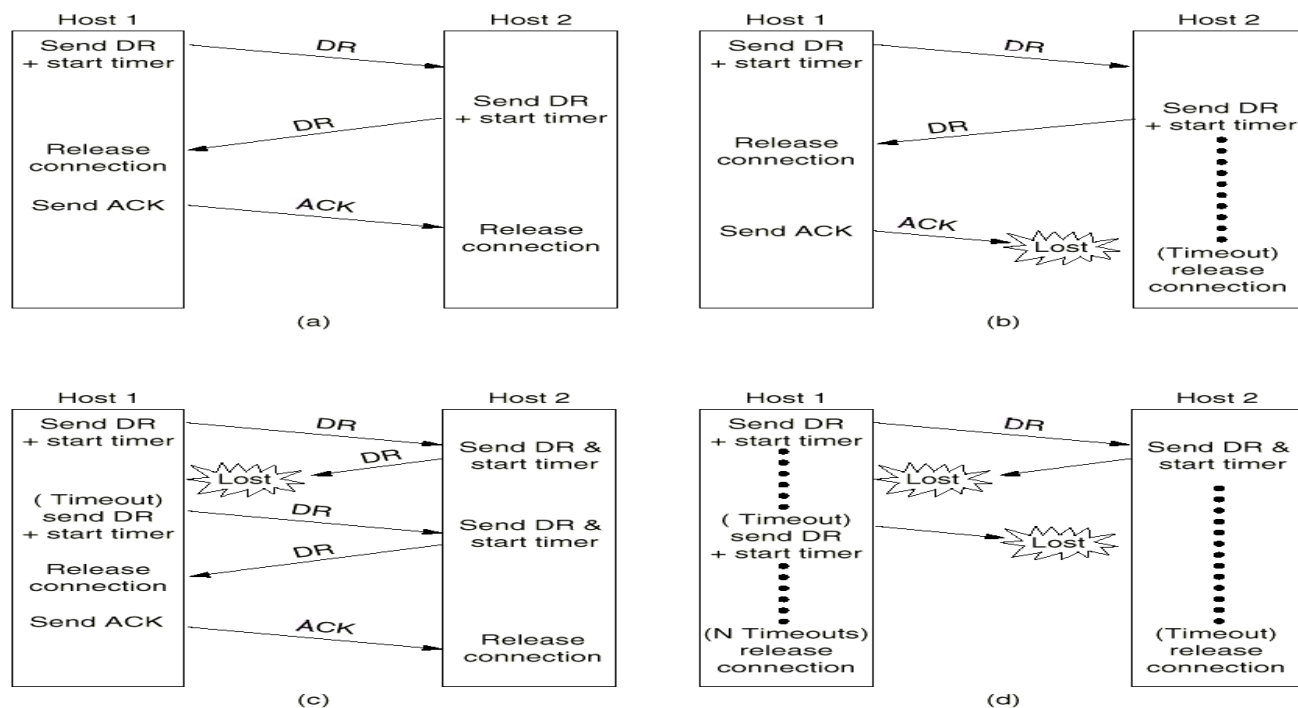 Host 1
Host 2
Send DR
+ start timer
DR
Send DR
+ start timer
DR
Release
connection
Send ACK
ACK
Release
connection
(a)
Host 1
Host 2
Send DR
+ start timer
DR
Send DR
+ start timer
DR
Release
connection
Send ACK
ACK
Lost
(Timeout)
release
connection
(b)
Host 1
Host 2
Send DR
+ start timer
DR
Send DR &
start timer
DR
Lost
( Timeout)
send DR
+ start timer
DR
Send DR &
start timer
DR
Release
connection
Send ACK
ACK
Release
connection
(c)
Host 1
Host 2
Send DR
+ start timer
DR
Send DR &
start timer
Lost
( Timeout)
send DR
+ start timer
Lost
(N Timeouts)
release
connection
(Timeout)
release
connection
(d)